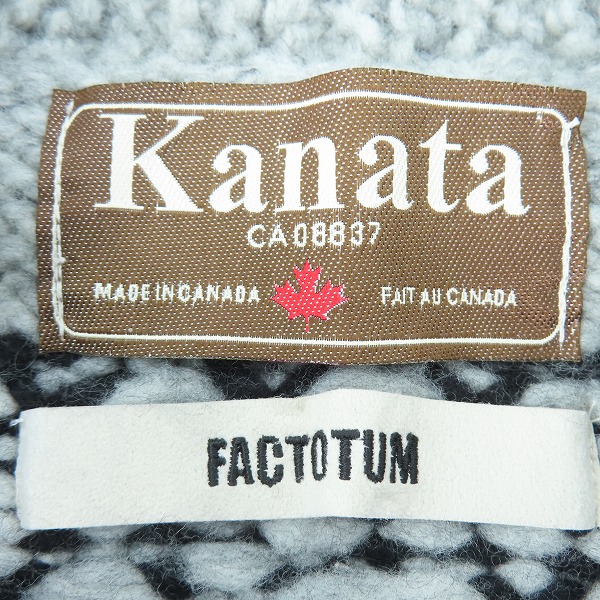 Kanata
CA08837
MADE IN CANADA FAIT AU CANADA
FACTOTUM